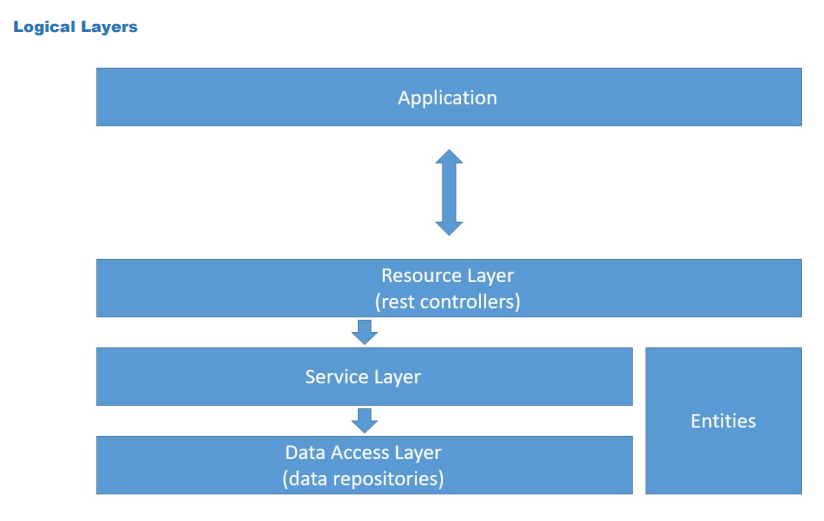 Logical Layers
Application
Resource Layer
(rest controllers)
Service Layer
Entities
Data Access Layer
(data repositories)